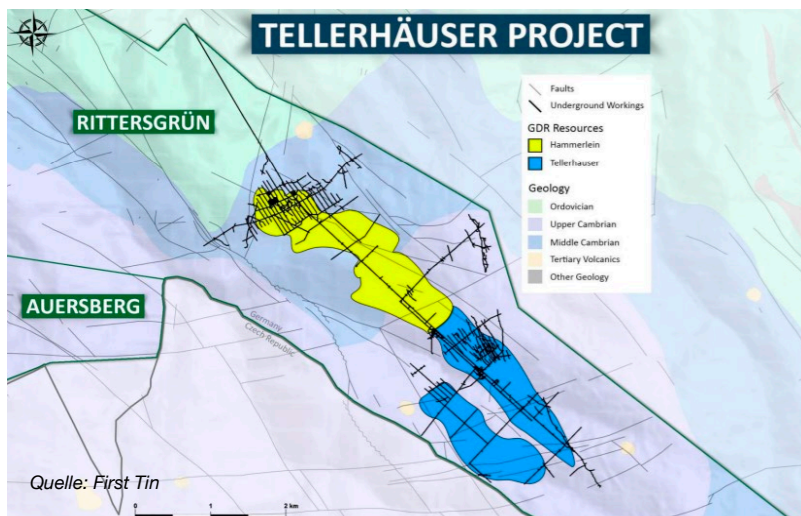 TELLERHÄUSER PROJECT
RITTERSGRÜN
AUERSBERG
Faults
Underground Workings
GDR Resources
Hammerlein
Tellerhauser
Geology
Ordovician
Upper Cambrian
Middle Cambrian
Tertiary Volcanics
Other Geology
Germany
Czech Republic
Quelle: First Tin
0 1 2 km